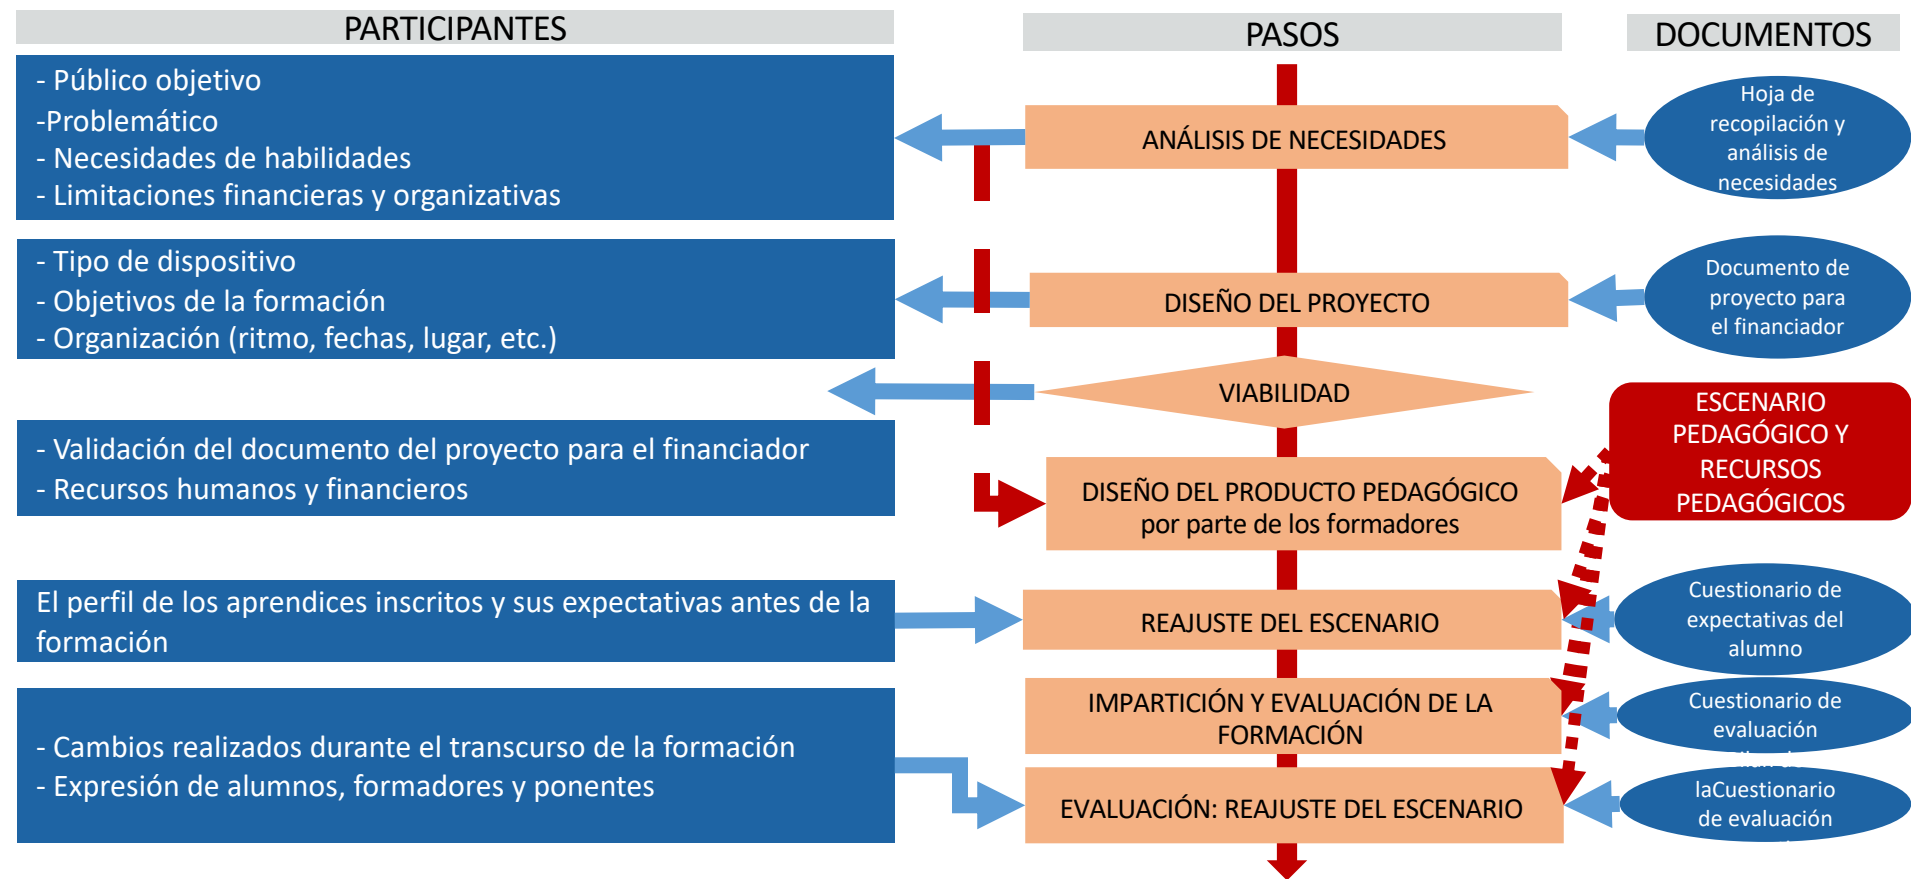 PARTICIPANTES
PASOS
DOCUMENTOS
- Público objetivo
-Problemático
- Necesidades de habilidades
- Limitaciones financieras y organizativas
ANÁLISIS DE NECESIDADES
Hoja de
recopilación y
análisis de
necesidades
- Tipo de dispositivo
- Objetivos de la formación
- Organización (ritmo, fechas, lugar, etc.)
DISEÑO DEL PROYECTO
Documento de
proyecto para
el financiador
VIABILIDAD
- Validación del documento del proyecto para el financiador
- Recursos humanos y financieros
ESCENARIO
PEDAGÓGICO Y
RECURSOS
PEDAGÓGICOS
DISEÑO DEL PRODUCTO PEDAGÓGICO
por parte de los formadores
El perfil de los aprendices inscritos y sus expectativas antes de la
formación
REAJUSTE DEL ESCENARIO
Cuestionario de
expectativas del
alumno
IMPARTICIÓN Y EVALUACIÓN DE LA
FORMACIÓN
Cuestionario de
evaluación
- Cambios realizados durante el transcurso de la formación
- Expresión de alumnos, formadores y ponentes
EVALUACIÓN: REAJUSTE DEL ESCENARIO
laCuestionario
de evaluación